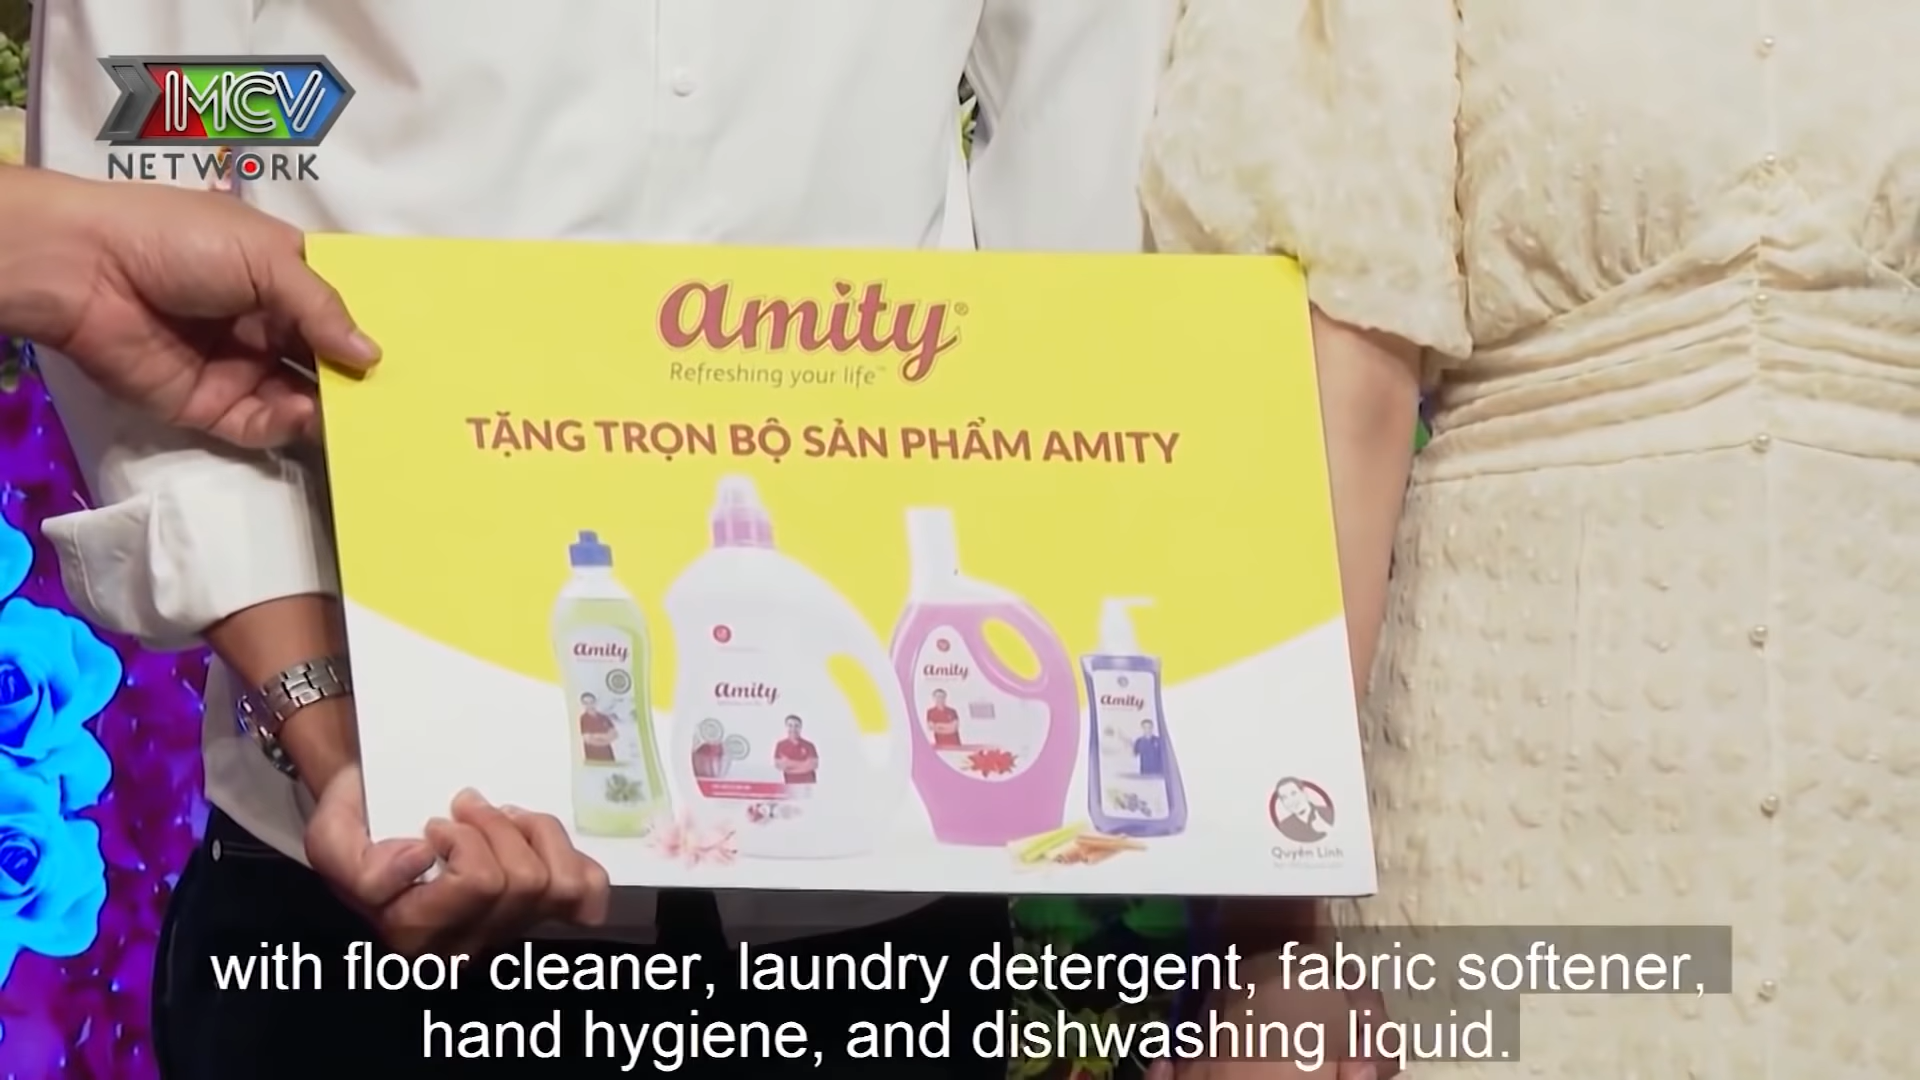 MCV
NETWORK
amity®
Refreshing your life™
TẶNG TRỌN BỘ SẢN PHẨM AMITY
amity
amity
amity
amity
Quyền Linh
with floor cleaner, laundry detergent, fabric softener,
hand hygiene, and dishwashing liquid.